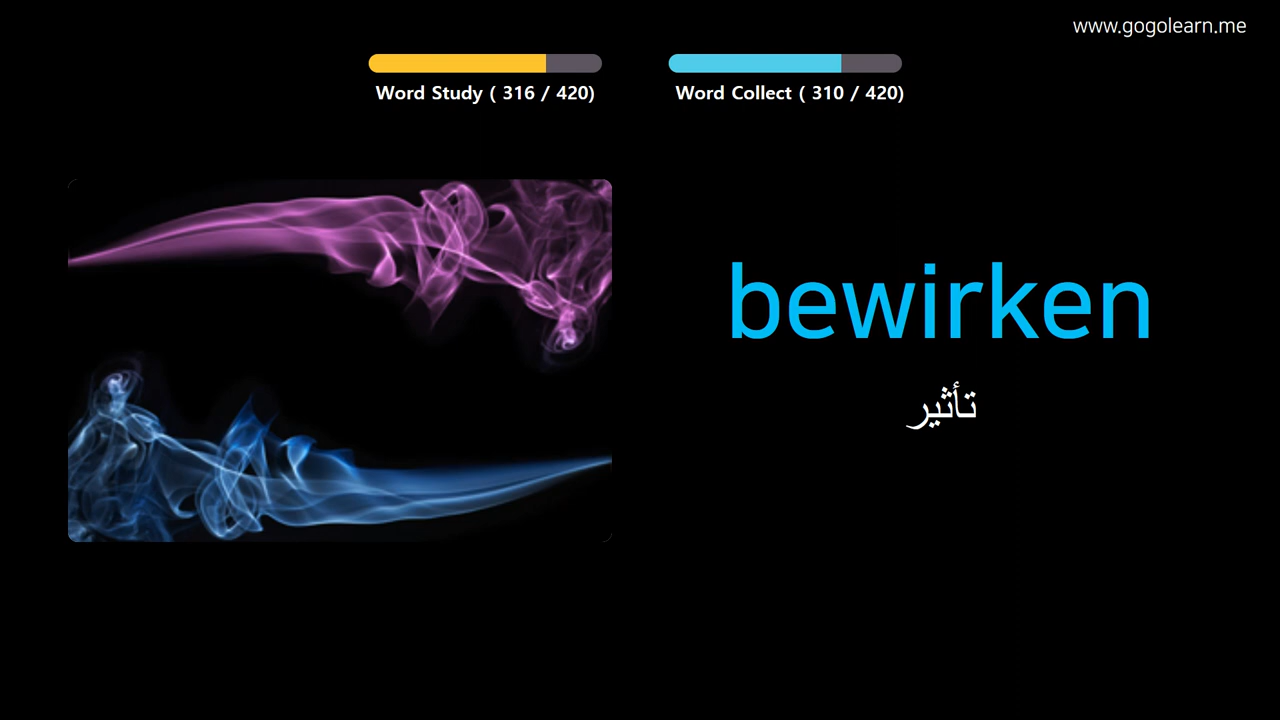 www.gogolearn.me
Word Study ( 316 / 420)
Word Collect ( 310 / 420)
bewirken
تأثير